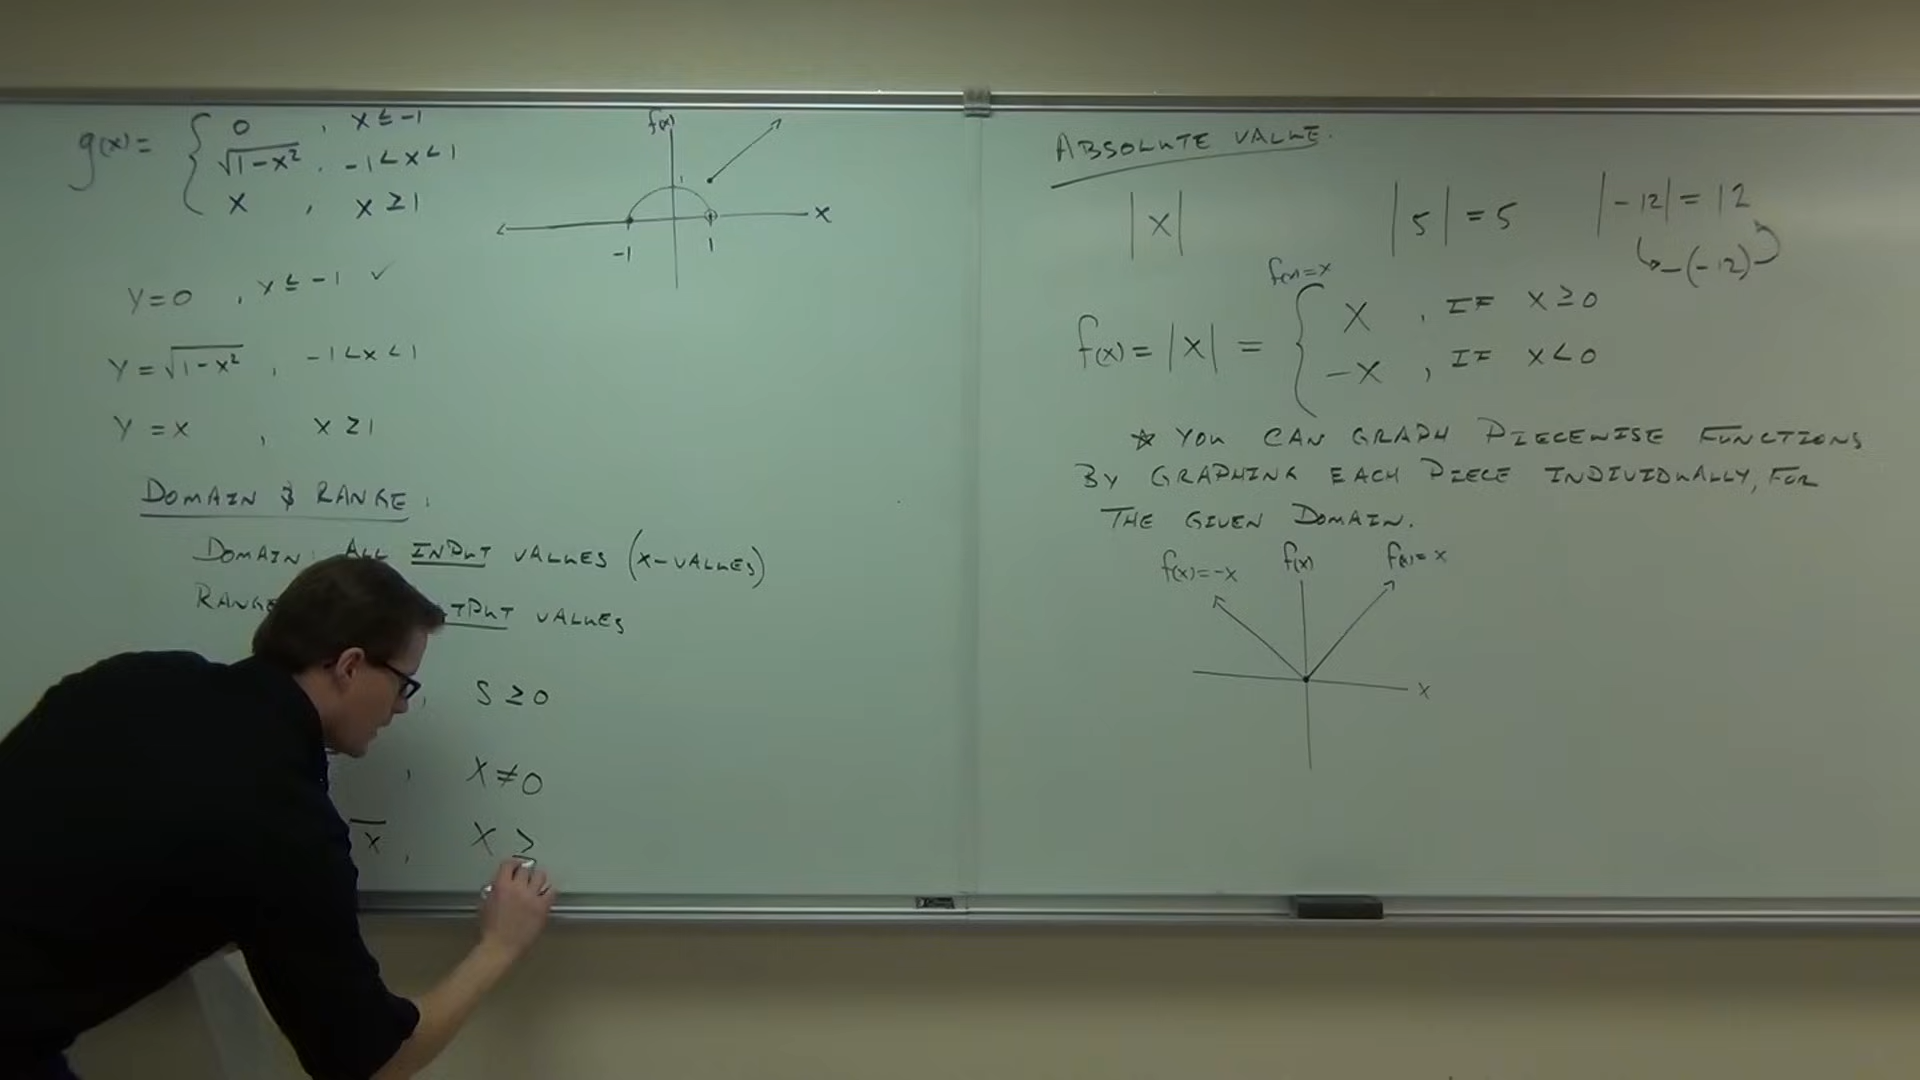 g(x) = { 0 , x ≤ -1
√(1-x²) , -1 < x < 1
x , x ≥ 1
f(x)
1
x
-1
1
y = 0 , x ≤ -1 ✓
y = √(1-x²) , -1 < x < 1
y = x , x ≥ 1
DOMAIN & RANGE:
DOMAIN: ALL INPUT VALUES (X-VALUES)
RANGE VALUES
, S ≥ 0
, X ≠ 0
x , X ≥
ABSOLUTE VALUE.
|x| |5| = 5 |-12| = 12
-(-12)
f(x)=x
f(x) = |x| = { X , IF X ≥ 0
-X , IF X < 0
☆ YOU CAN GRAPH PIECEWISE FUNCTIONS
BY GRAPHING EACH PIECE INDIVIDUALLY, FOR
THE GIVEN DOMAIN.
f(x)=-x f(x) f(x)=x
x